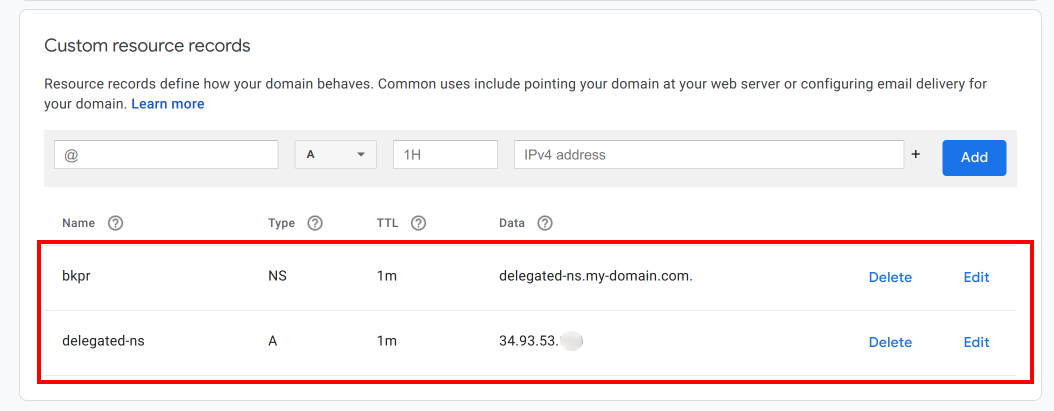 Custom resource records
Resource records define how your domain behaves. Common uses include pointing your domain at your web server or configuring email delivery for
your domain. Learn more
@ A 1H IPv4 address + Add
Name Type TTL Data
bkpr NS 1m delegated-ns.my-domain.com. Delete Edit
delegated-ns A 1m 34.93.53. Delete Edit